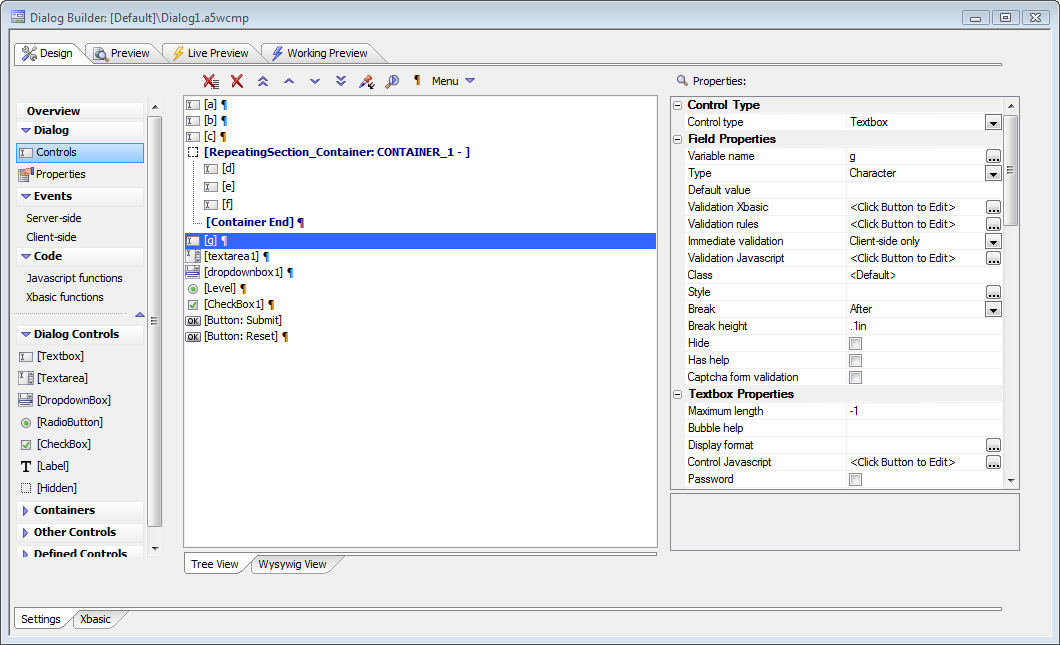 Dialog Builder: [Default]\Dialog1.a5wcmp
Design Preview Live Preview Working Preview
Menu
Overview
Dialog
Controls
Properties
Events
Server-side
Client-side
Code
Javascript functions
Xbasic functions
Dialog Controls
[Textbox]
[Textarea]
[DropdownBox]
[RadioButton]
[CheckBox]
[Label]
[Hidden]
Containers
Other Controls
Defined Controls
[a] ¶
[b] ¶
[c] ¶
[RepeatingSection_Container: CONTAINER_1 - ]
[d]
[e]
[f]
[Container End] ¶
[g] ¶
[textarea1] ¶
[dropdownbox1] ¶
[Level] ¶
[CheckBox1] ¶
OK [Button: Submit]
OK [Button: Reset] ¶
Tree View Wysywig View
Properties:
Control Type
Control type Textbox
Field Properties
Variable name g
Type Character
Default value
Validation Xbasic <Click Button to Edit>
Validation rules <Click Button to Edit>
Immediate validation Client-side only
Validation Javascript <Click Button to Edit>
Class <Default>
Style
Break After
Break height .1in
Hide
Has help
Captcha form validation
Textbox Properties
Maximum length -1
Bubble help
Display format
Control Javascript <Click Button to Edit>
Password
Settings Xbasic